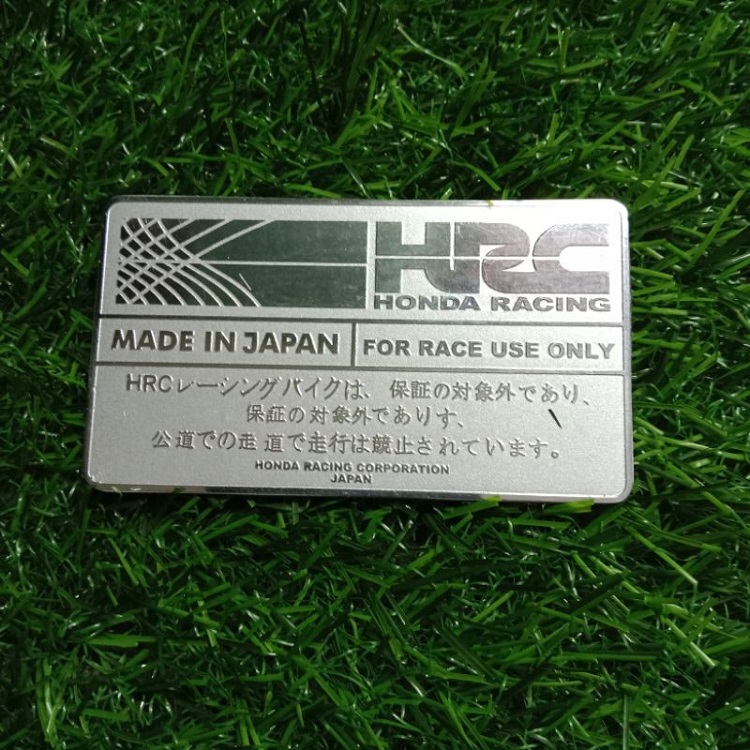 HRC
HONDA RACING
MADE IN JAPAN
FOR RACE USE ONLY
HRCレーシングバイクは、保証の対象外であり、
保証の対象外でありす、
公道での走 道で走行は競止されています。
HONDA RACING CORPORATION
JAPAN